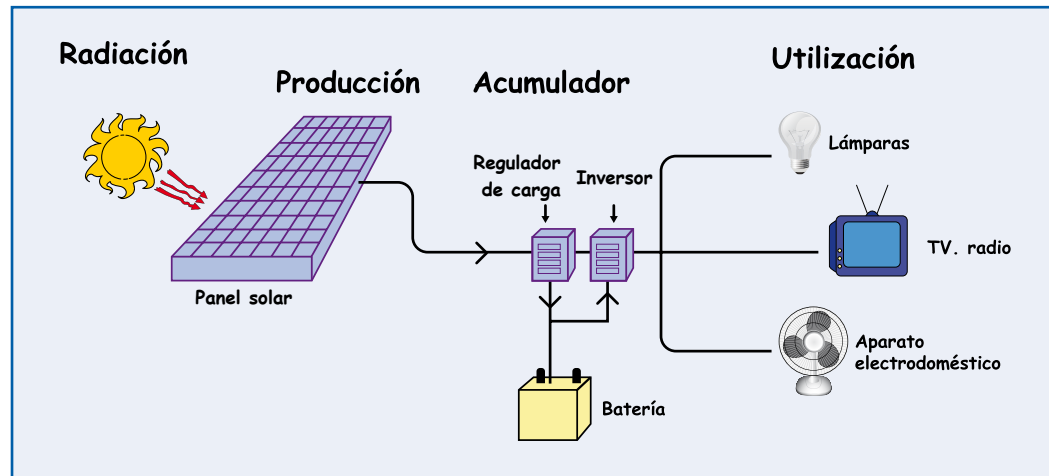 Radiación
Producción
Acumulador
Utilización
Panel solar
Regulador
de carga
Inversor
Batería
Lámparas
TV. radio
Aparato
electrodoméstico